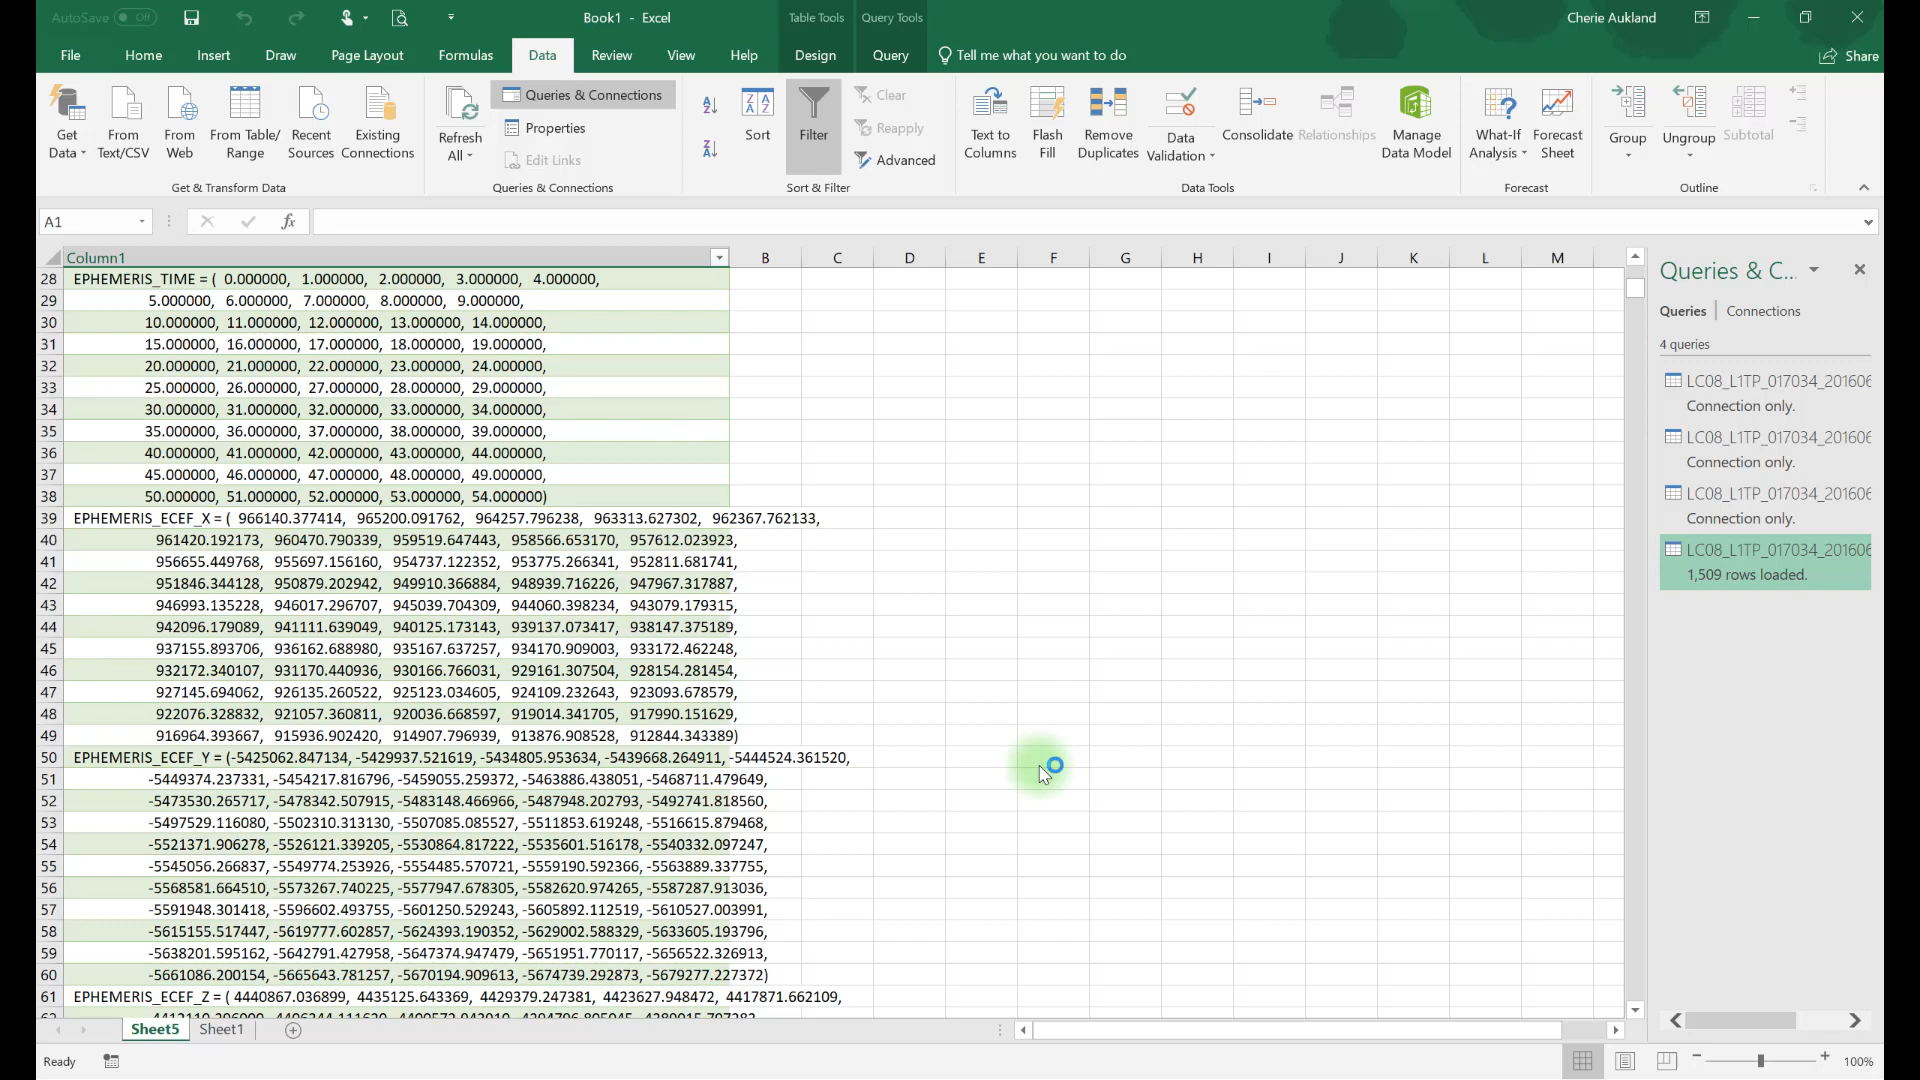 AutoSave Off
Book1 - Excel
Table Tools
Query Tools
Cherie Aukland
File Home Insert Draw Page Layout Formulas Data Review View Help Design Query Tell me what you want to do Share
Get Data
From Text/CSV
From Web
From Table/ Range
Recent Sources
Existing Connections
Get & Transform Data
Refresh All
Queries & Connections
Properties
Edit Links
Queries & Connections
Sort
Filter
Clear
Reapply
Advanced
Sort & Filter
Text to Columns
Flash Fill
Remove Duplicates
Data Validation
Consolidate
Relationships
Manage Data Model
Data Tools
What-If Analysis
Forecast Sheet
Forecast
Group
Ungroup
Subtotal
Outline
A1
fx
Column1 B C D E F G H I J K L M
28 EPHEMERIS_TIME = ( 0.000000, 1.000000, 2.000000, 3.000000, 4.000000,
29 5.000000, 6.000000, 7.000000, 8.000000, 9.000000,
30 10.000000, 11.000000, 12.000000, 13.000000, 14.000000,
31 15.000000, 16.000000, 17.000000, 18.000000, 19.000000,
32 20.000000, 21.000000, 22.000000, 23.000000, 24.000000,
33 25.000000, 26.000000, 27.000000, 28.000000, 29.000000,
34 30.000000, 31.000000, 32.000000, 33.000000, 34.000000,
35 35.000000, 36.000000, 37.000000, 38.000000, 39.000000,
36 40.000000, 41.000000, 42.000000, 43.000000, 44.000000,
37 45.000000, 46.000000, 47.000000, 48.000000, 49.000000,
38 50.000000, 51.000000, 52.000000, 53.000000, 54.000000)
39 EPHEMERIS_ECEF_X = ( 966140.377414, 965200.091762, 964257.796238, 963313.627302, 962367.762133,
40 961420.192173, 960470.790339, 959519.647443, 958566.653170, 957612.023923,
41 956655.449768, 955697.156160, 954737.122352, 953775.266341, 952811.681741,
42 951846.344128, 950879.202942, 949910.366884, 948939.716226, 947967.317887,
43 946993.135228, 946017.296707, 945039.704309, 944060.398234, 943079.179315,
44 942096.179089, 941111.639049, 940125.173143, 939137.073417, 938147.375189,
45 937155.893706, 936162.688980, 935167.637257, 934170.909003, 933172.462248,
46 932172.340107, 931170.440936, 930166.766031, 929161.307504, 928154.281454,
47 927145.694062, 926135.260522, 925123.034605, 924109.232643, 923093.678579,
48 922076.328832, 921057.360811, 920036.668597, 919014.341705, 917990.151629,
49 916964.393667, 915936.902420, 914907.796939, 913876.908528, 912844.343389)
50 EPHEMERIS_ECEF_Y = (-5425062.847134, -5429937.521619, -5434805.953634, -5439668.264911, -5444524.361520,
51 -5449374.237331, -5454217.816796, -5459055.259372, -5463886.438051, -5468711.479649,
52 -5473530.265717, -5478342.507915, -5483148.466966, -5487948.202793, -5492741.818560,
53 -5497529.116080, -5502310.313130, -5507085.085527, -5511853.619248, -5516615.879468,
54 -5521371.906278, -5526121.339205, -5530864.817222, -5535601.516178, -5540332.097247,
55 -5545056.266837, -5549774.253926, -5554485.570721, -5559190.592366, -5563889.337755,
56 -5568581.664510, -5573267.740225, -5577947.678305, -5582620.974265, -5587287.913036,
57 -5591948.301418, -5596602.493755, -5601250.529243, -5605892.112519, -5610527.003991,
58 -5615155.517447, -5619777.602857, -5624393.190352, -5629002.588329, -5633605.193796,
59 -5638201.595162, -5642791.427958, -5647374.947479, -5651951.770117, -5656522.326913,
60 -5661086.200154, -5665643.781257, -5670194.909613, -5674739.292873, -5679277.227372)
61 EPHEMERIS_ECEF_Z = ( 4440867.036899, 4435125.643369, 4429379.247381, 4423627.948472, 4417871.662109,
Queries & C...
Queries Connections
4 queries
LC08_L1TP_017034_201606
Connection only.
LC08_L1TP_017034_201606
Connection only.
LC08_L1TP_017034_201606
Connection only.
LC08_L1TP_017034_201606
1,509 rows loaded.
Sheet5 Sheet1
Ready
100%